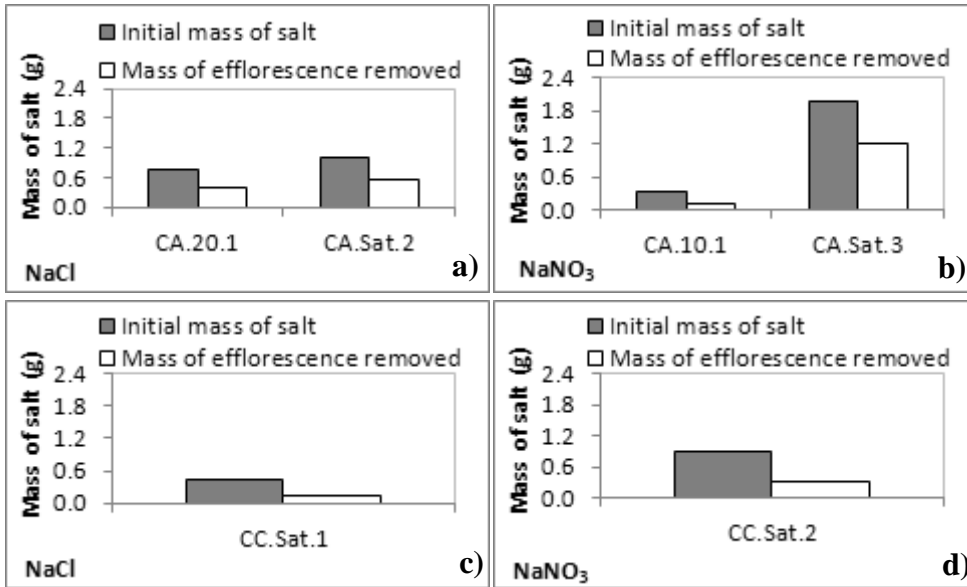 Initial mass of salt
Mass of efflorescence removed
Mass of salt (g)
2.4
1.8
1.2
0.6
0.0
CA.20.1 CA.Sat.2
NaCl
a)
Initial mass of salt
Mass of efflorescence removed
Mass of salt (g)
2.4
1.8
1.2
0.6
0.0
CA.10.1 CA.Sat.3
NaNO₃
b)
Initial mass of salt
Mass of efflorescence removed
Mass of salt (g)
2.4
1.8
1.2
0.6
0.0
CC.Sat.1
NaCl
c)
Initial mass of salt
Mass of efflorescence removed
Mass of salt (g)
2.4
1.8
1.2
0.6
0.0
CC.Sat.2
NaNO₃
d)